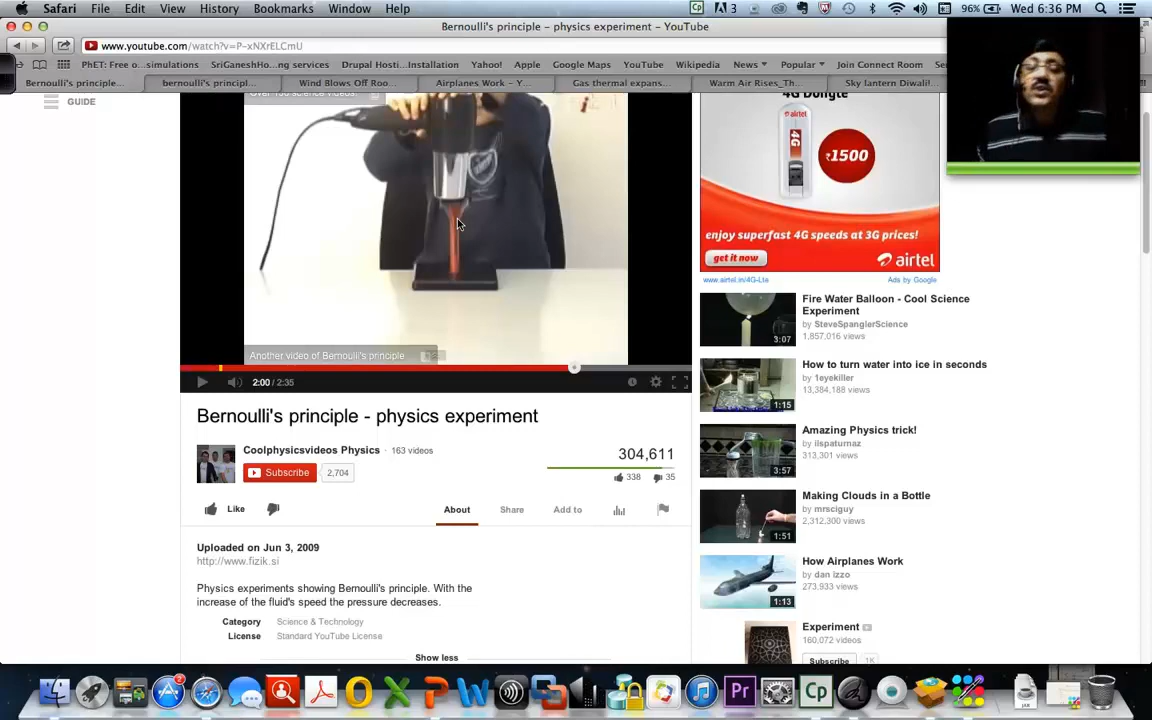 Safari File Edit View History Bookmarks Window Help
3 96% Wed 6:36 PM
Bernoulli's principle - physics experiment - YouTube
www.youtube.com/watch?v=P-xNXrELCmU
PhET: Free o...simulations SriGaneshHo...ng services Drupal Hosti...Installation Yahoo! Apple Google Maps YouTube Wikipedia News Popular Join Connect Room
Bernoulli's principle... bernoulli's principl... Wind Blows Off Roo... Airplanes Work – Y... Gas thermal expans... Warm Air Rises_Th... Sky lantern Diwali...
GUIDE
Another video of Bernoulli's principle
2:00 / 2:35
4G Dongle
airtel
4G
₹1500
enjoy superfast 4G speeds at 3G prices!
get it now
airtel
www.airtel.in/4G-Lte Ads by Google
Bernoulli's principle - physics experiment
Coolphysicsvideos Physics · 163 videos
Subscribe 2,704
304,611
338 35
Like
About Share Add to
Uploaded on Jun 3, 2009
http://www.fizik.si
Physics experiments showing Bernoulli's principle. With the
increase of the fluid's speed the pressure decreases.
Category Science & Technology
License Standard YouTube License
Show less
Fire Water Balloon - Cool Science
Experiment
by SteveSpanglerScience
1,857,016 views
3:07
How to turn water into ice in seconds
by 1eyekiller
13,384,188 views
1:15
Amazing Physics trick!
by ilspaturnaz
313,301 views
3:57
Making Clouds in a Bottle
by mrsciguy
2,312,300 views
1:51
How Airplanes Work
by dan izzo
273,933 views
1:13
Experiment
160,072 videos
Subscribe 1K